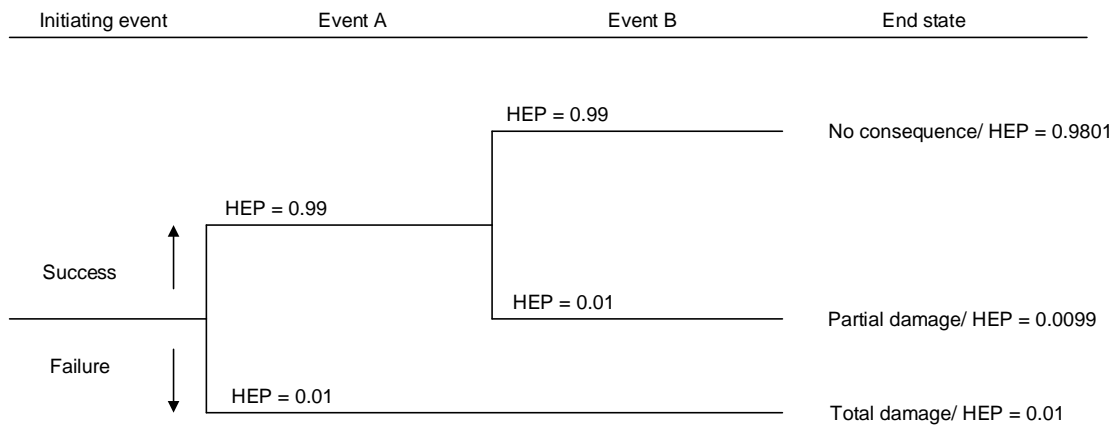 Initiating event Event A Event B End state
HEP = 0.99
No consequence/ HEP = 0.9801
HEP = 0.99
Success
HEP = 0.01
Partial damage/ HEP = 0.0099
Failure
HEP = 0.01
Total damage/ HEP = 0.01